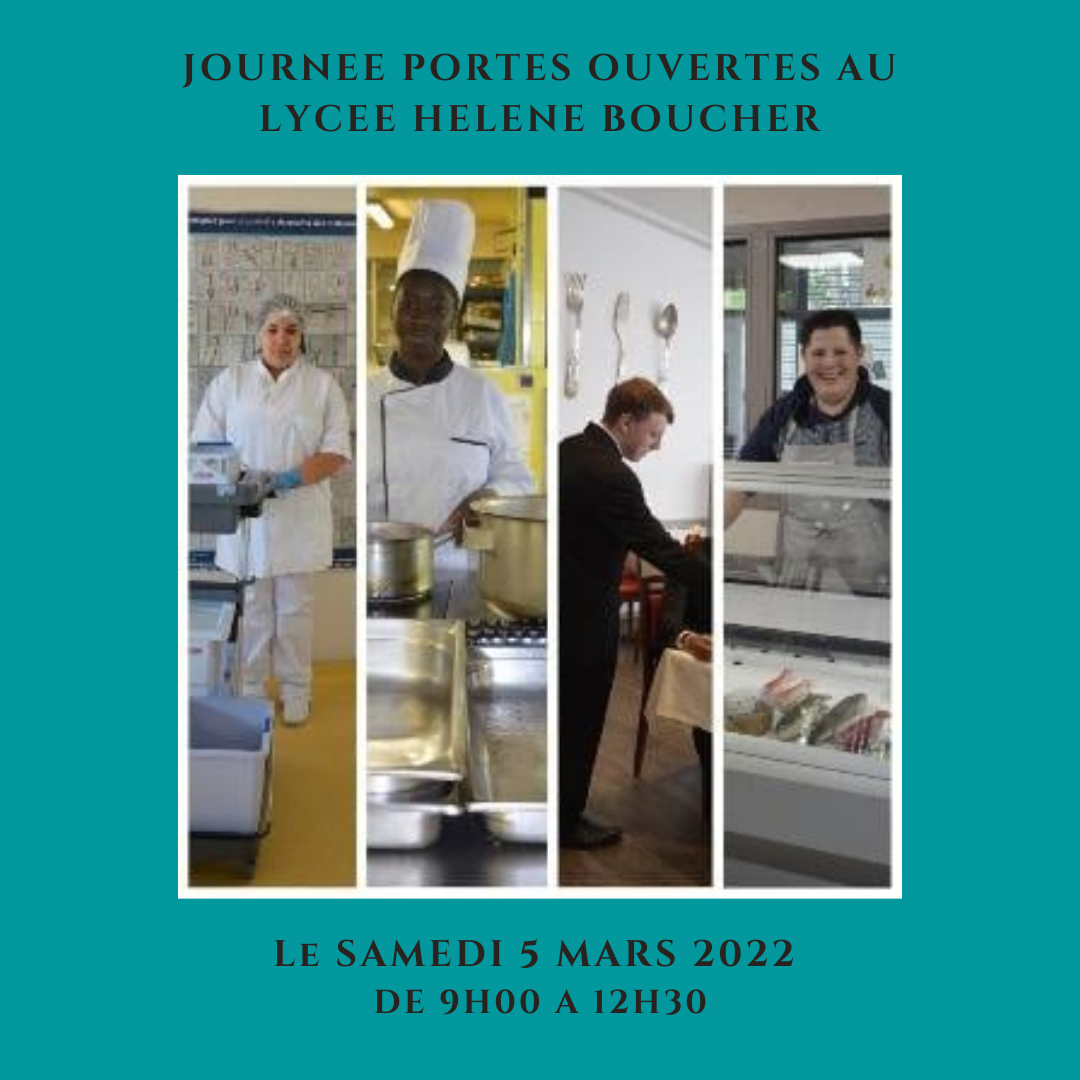 JOURNEE PORTES OUVERTES AU
LYCEE HELENE BOUCHER
Le SAMEDI 5 MARS 2022
DE 9H00 A 12H30